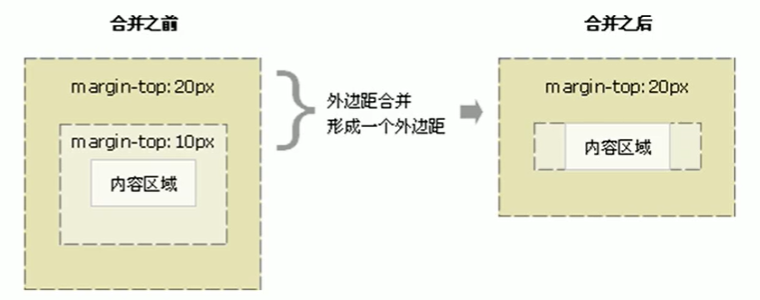 合并之前
margin-top: 20px
margin-top: 10px
内容区域
外边距合并
形成一个外边距
合并之后
margin-top: 20px
内容区域